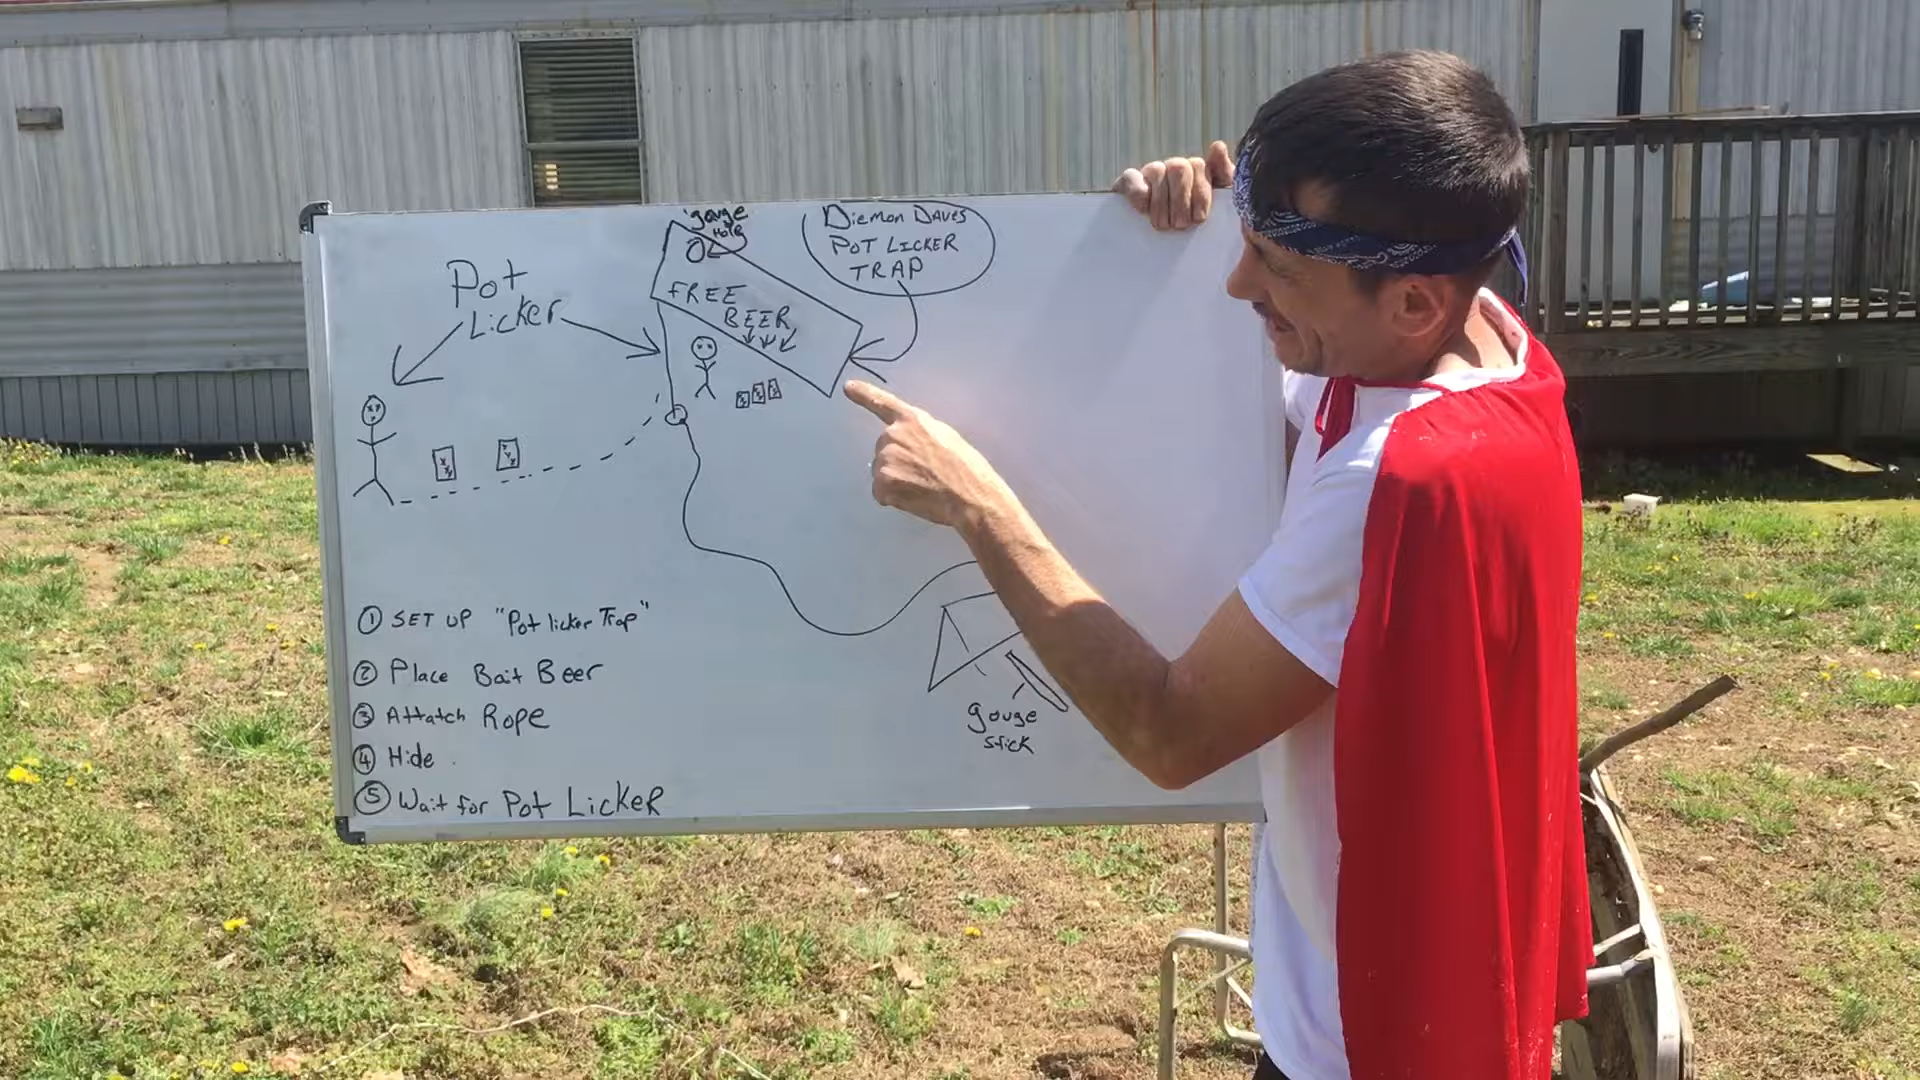 gouge
Hole
Diemon Daves
POT LICKER
TRAP
Pot
Licker
FREE
BEER
① SET UP "Pot licker Trap"
② Place Bait Beer
③ Attatch Rope
④ Hide
⑤ Wait for Pot Licker
gouge
stick